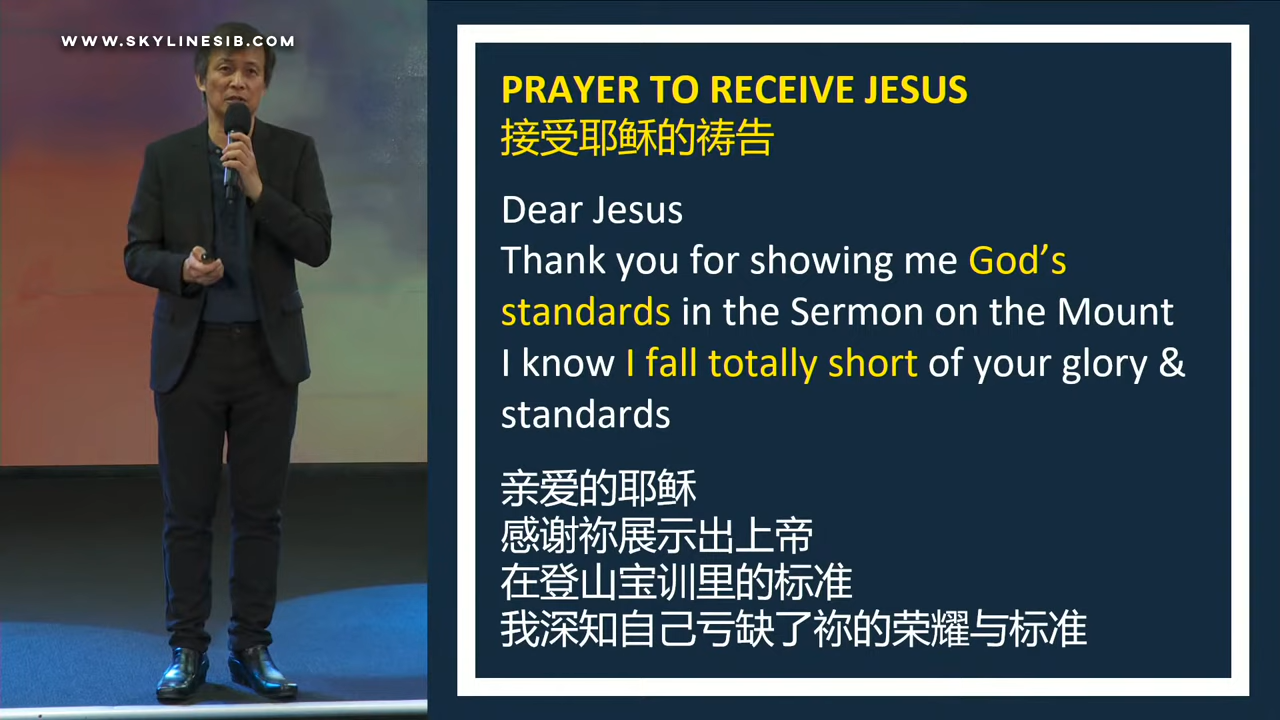 WWW.SKYLINESIB.COM
PRAYER TO RECEIVE JESUS
接受耶稣的祷告
Dear Jesus
Thank you for showing me God’s
standards in the Sermon on the Mount
I know I fall totally short of your glory &
standards
亲爱的耶稣
感谢祢展示出上帝
在登山宝训里的标准
我深知自己亏缺了祢的荣耀与标准